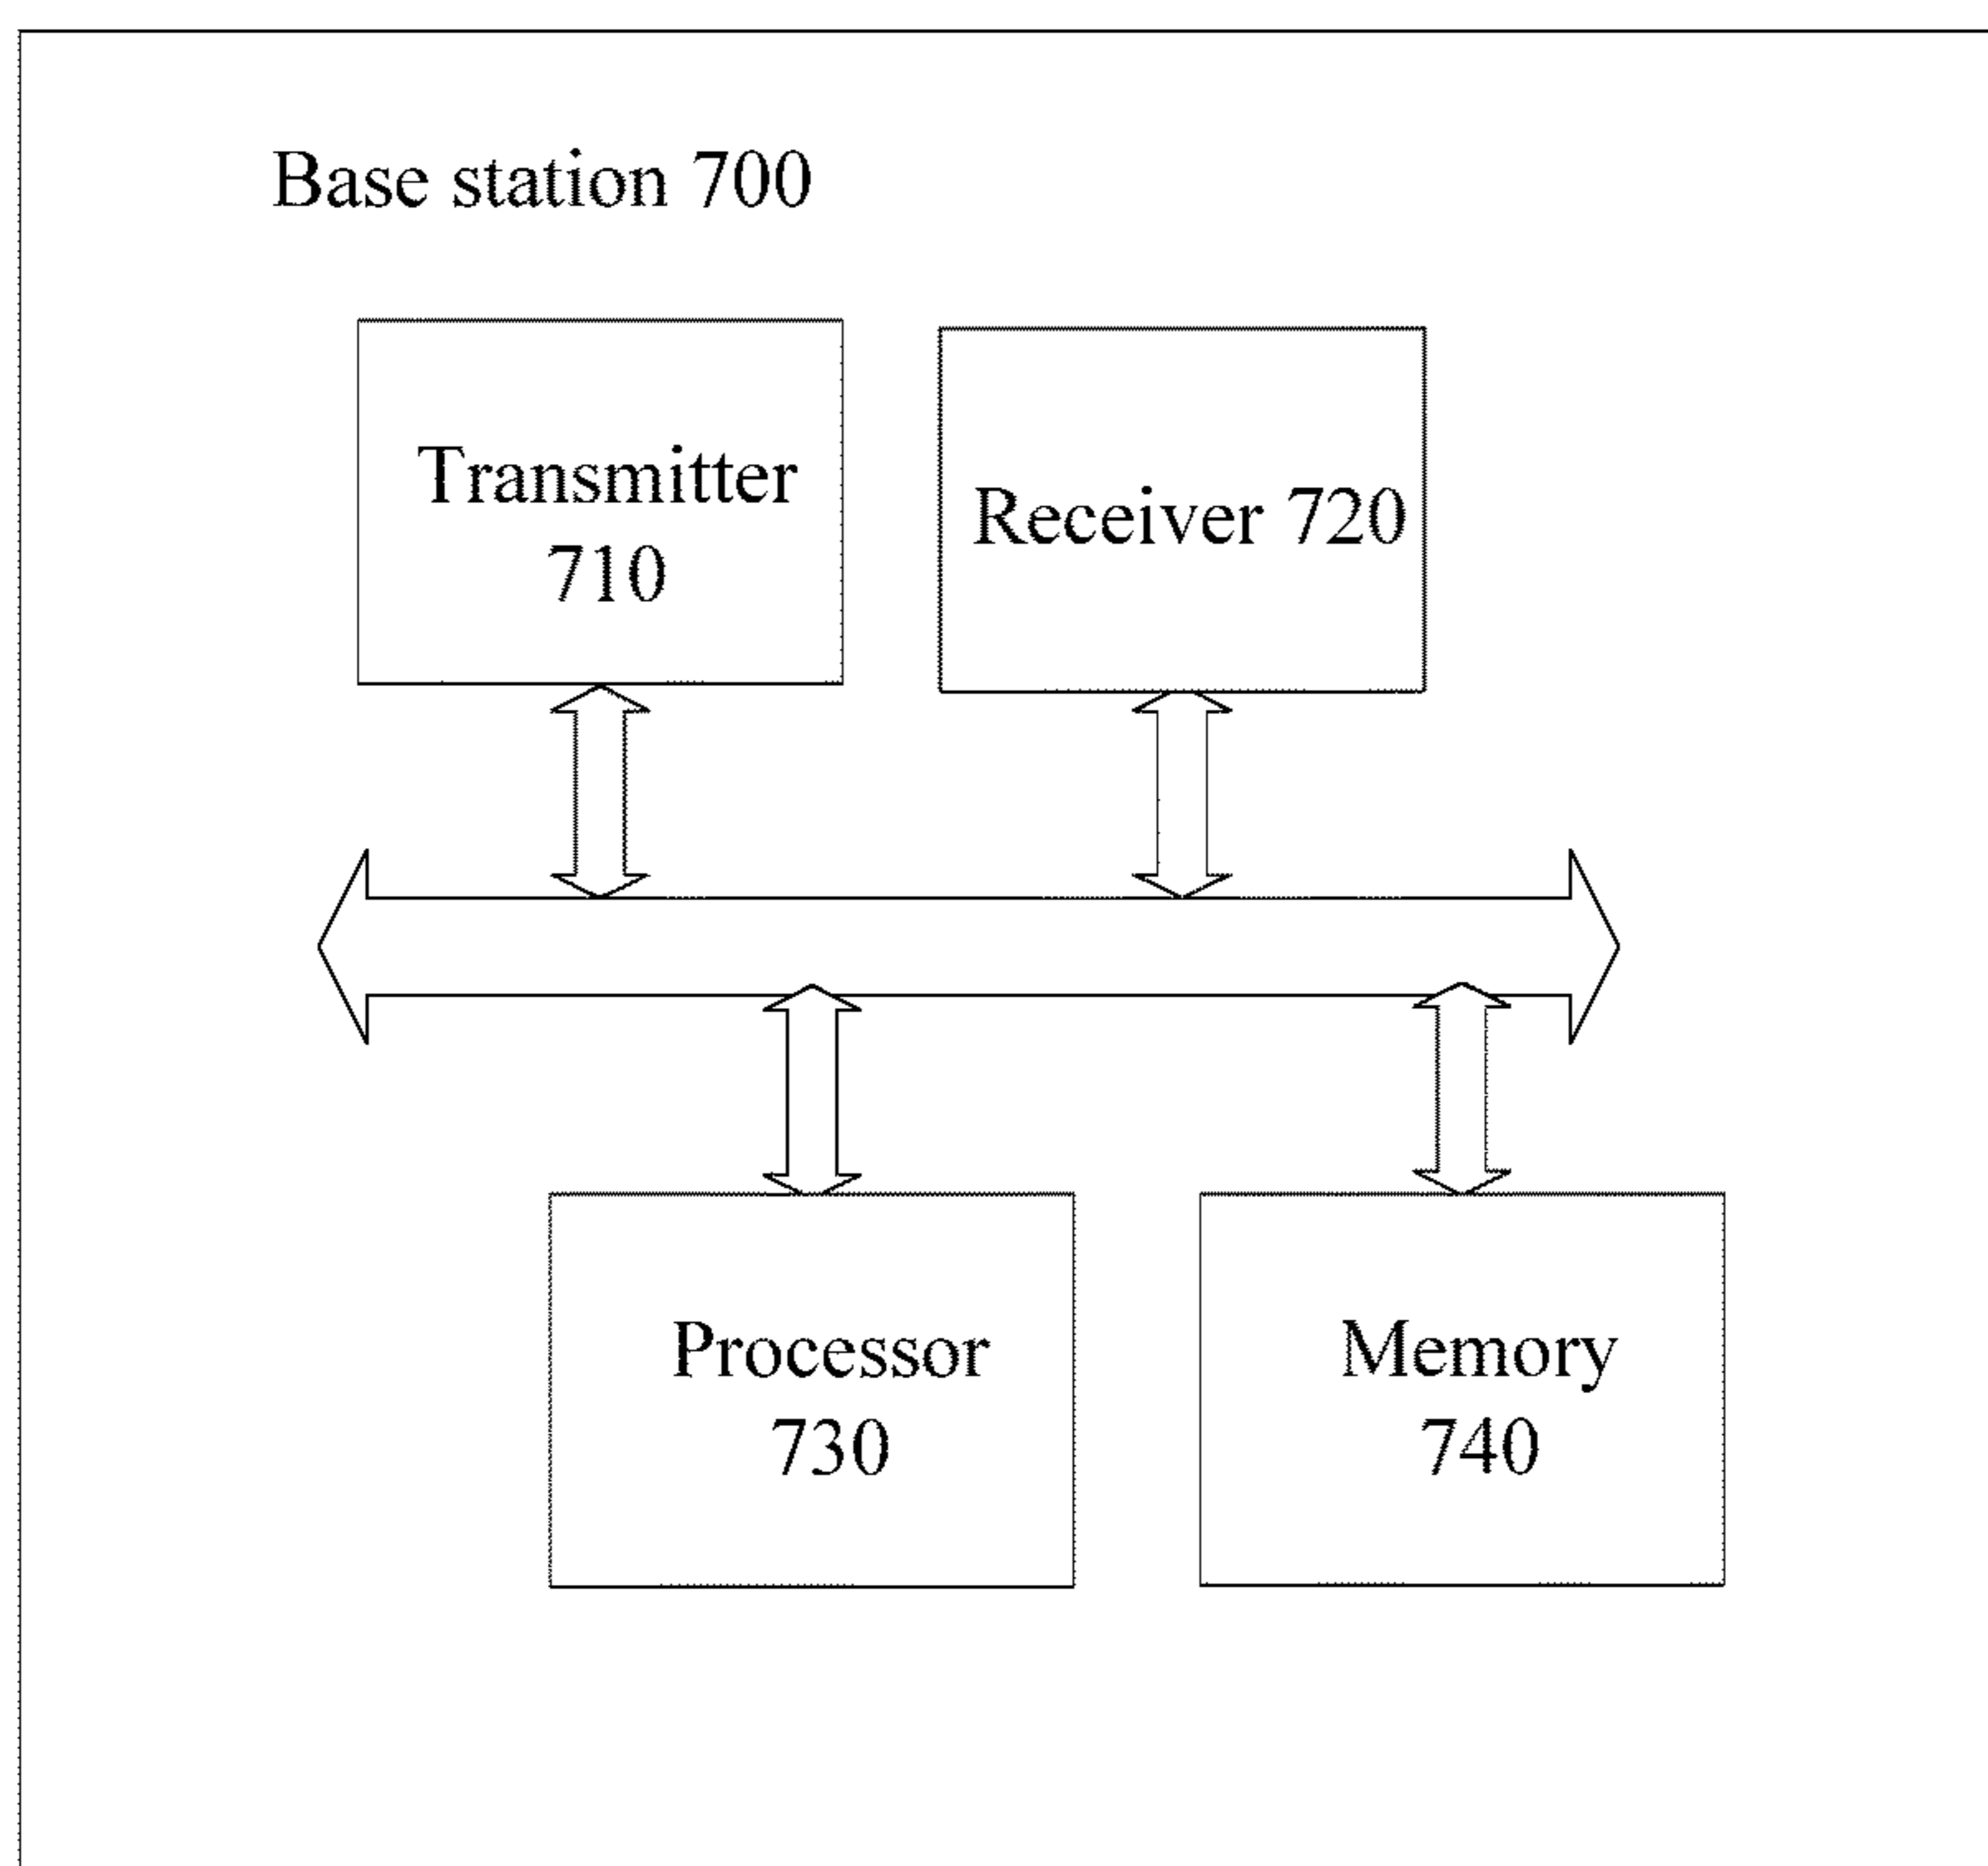 Base station 700
Transmitter
710
Receiver 720
Processor
730
Memory
740